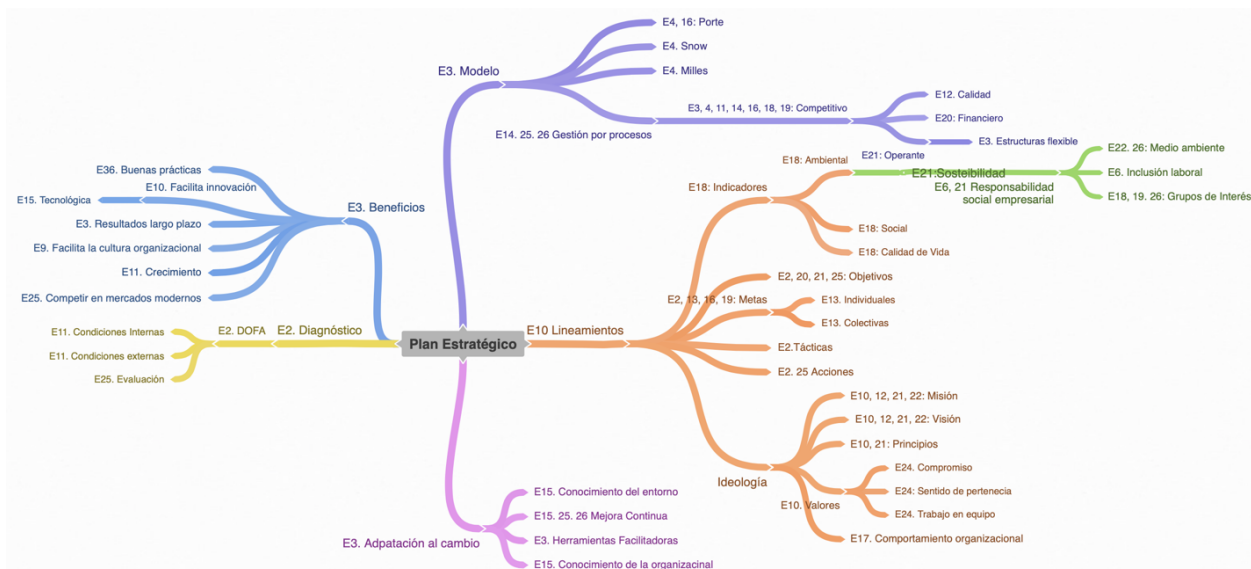 Plan Estratégico
E3. Modelo
E4, 16: Porte
E4. Snow
E4. Milles
E14. 25. 26 Gestión por procesos
E3, 4, 11, 14, 16, 18, 19: Competitivo
E12. Calidad
E20: Financiero
E3. Estructuras flexible
E10 Lineamientos
E18: Indicadores
E18: Ambiental
E21: Operante
E21:Sosteibilidad
E6, 21 Responsabilidad
social empresarial
E22. 26: Medio ambiente
E6. Inclusión laboral
E18, 19. 26: Grupos de Interés
E18: Social
E18: Calidad de Vida
E2, 20, 21, 25: Objetivos
E2, 13, 16, 19: Metas
E13. Individuales
E13. Colectivas
E2.Tácticas
E2. 25 Acciones
Ideología
E10, 12, 21, 22: Misión
E10, 12, 21, 22: Visión
E10, 21: Principios
E10. Valores
E24. Compromiso
E24: Sentido de pertenecia
E24. Trabajo en equipo
E17. Comportamiento organizacional
E3. Adpatación al cambio
E15. Conocimiento del entorno
E15. 25. 26 Mejora Continua
E3. Herramientas Facilitadoras
E15. Conocimiento de la organizacinal
E2. Diagnóstico
E2. DOFA
E11. Condiciones Internas
E11. Condiciones externas
E25. Evaluación
E3. Beneficios
E36. Buenas prácticas
E10. Facilita innovación
E15. Tecnológica
E3. Resultados largo plazo
E9. Facilita la cultura organizacional
E11. Crecimiento
E25. Competir en mercados modernos